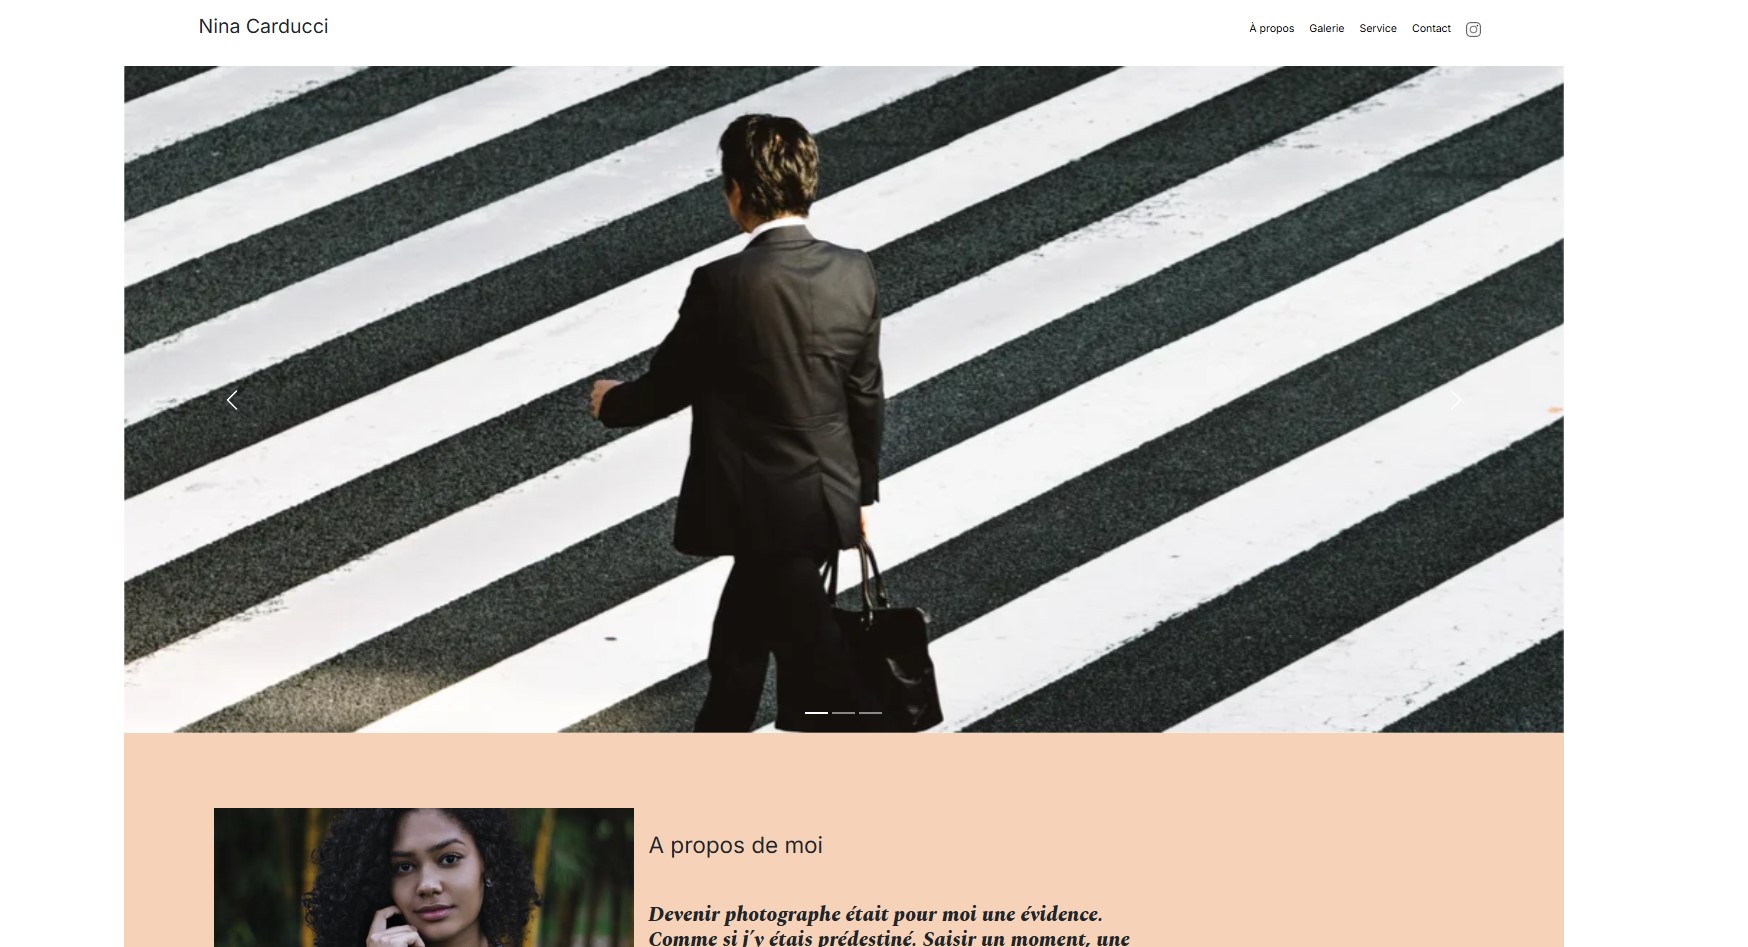 Nina Carducci
À propos Galerie Service Contact
A propos de moi
Devenir photographe était pour moi une évidence.
Comme si j'y étais prédestiné. Saisir un moment, une